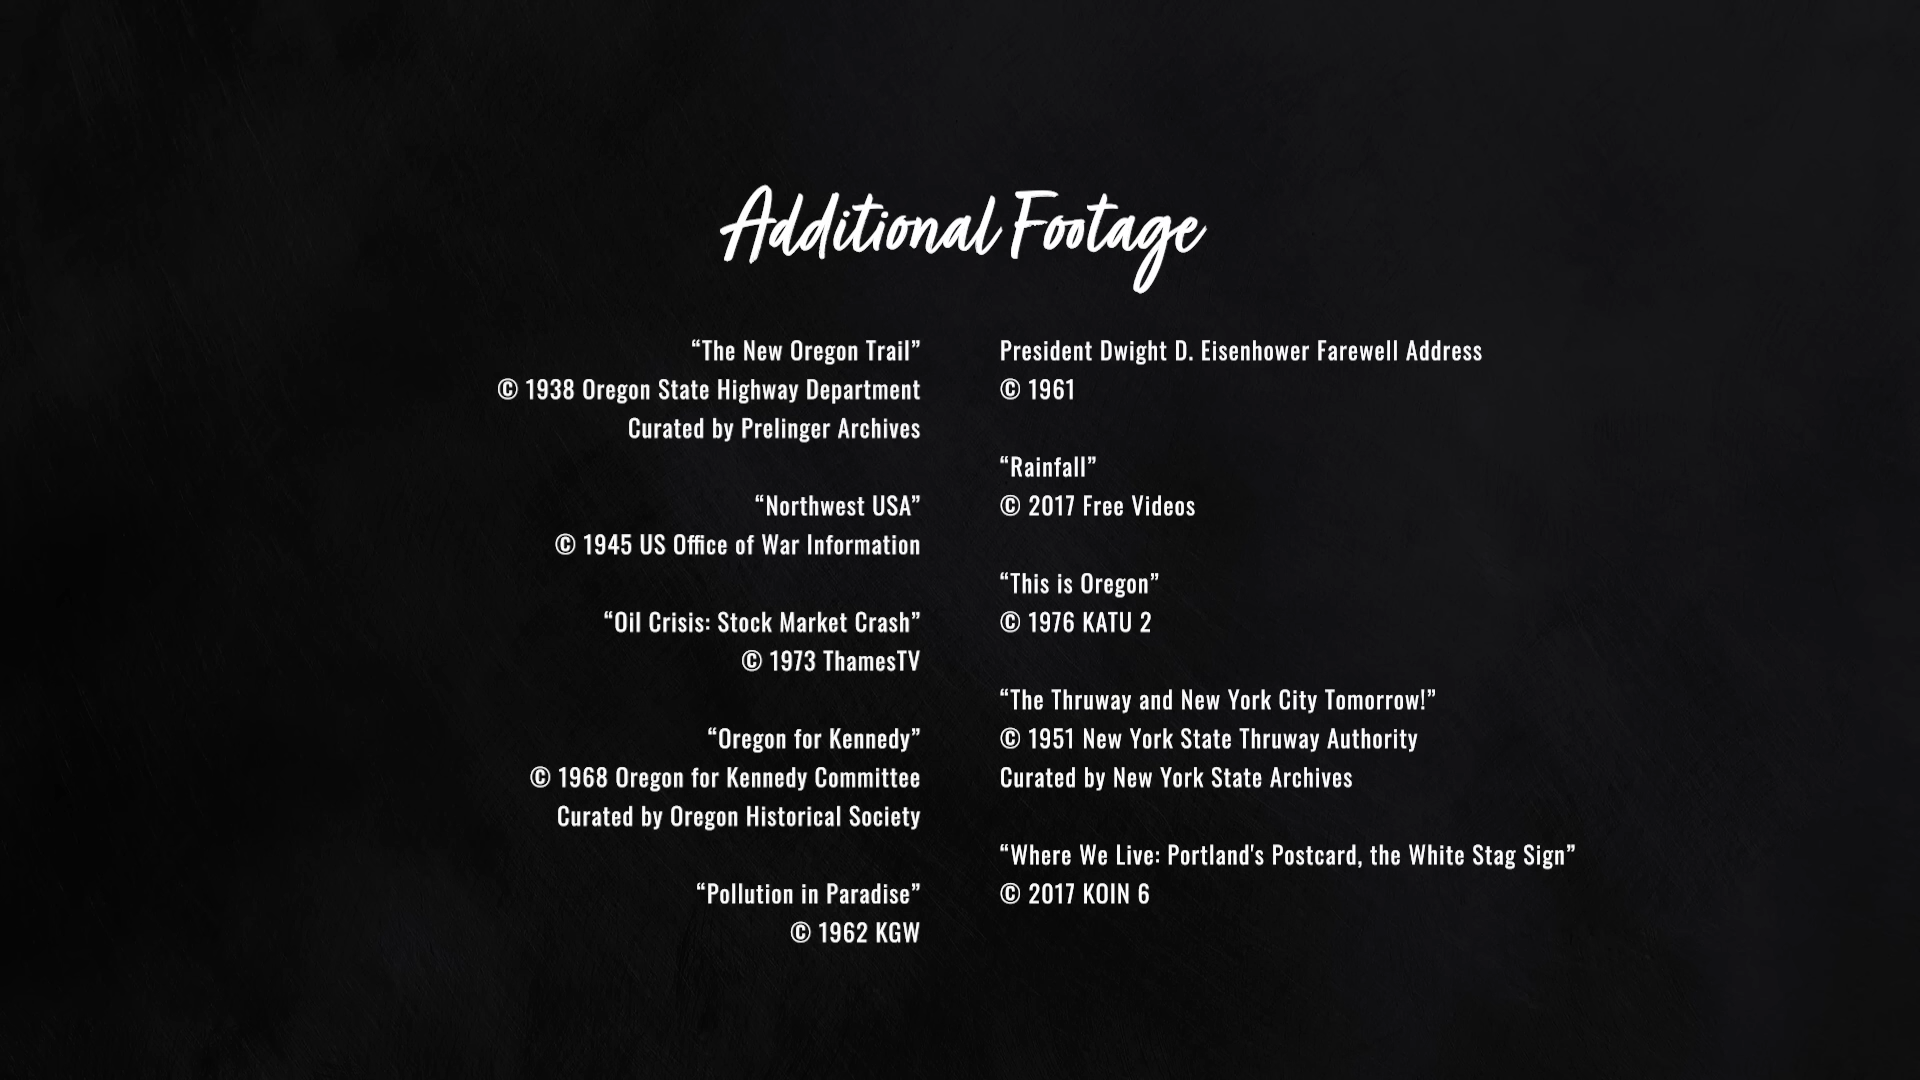 Additional Footage
“The New Oregon Trail”
© 1938 Oregon State Highway Department
Curated by Prelinger Archives
“Northwest USA”
© 1945 US Office of War Information
“Oil Crisis: Stock Market Crash”
© 1973 ThamesTV
“Oregon for Kennedy”
© 1968 Oregon for Kennedy Committee
Curated by Oregon Historical Society
“Pollution in Paradise”
© 1962 KGW
President Dwight D. Eisenhower Farewell Address
© 1961
“Rainfall”
© 2017 Free Videos
“This is Oregon”
© 1976 KATU 2
“The Thruway and New York City Tomorrow!”
© 1951 New York State Thruway Authority
Curated by New York State Archives
“Where We Live: Portland's Postcard, the White Stag Sign”
© 2017 KOIN 6